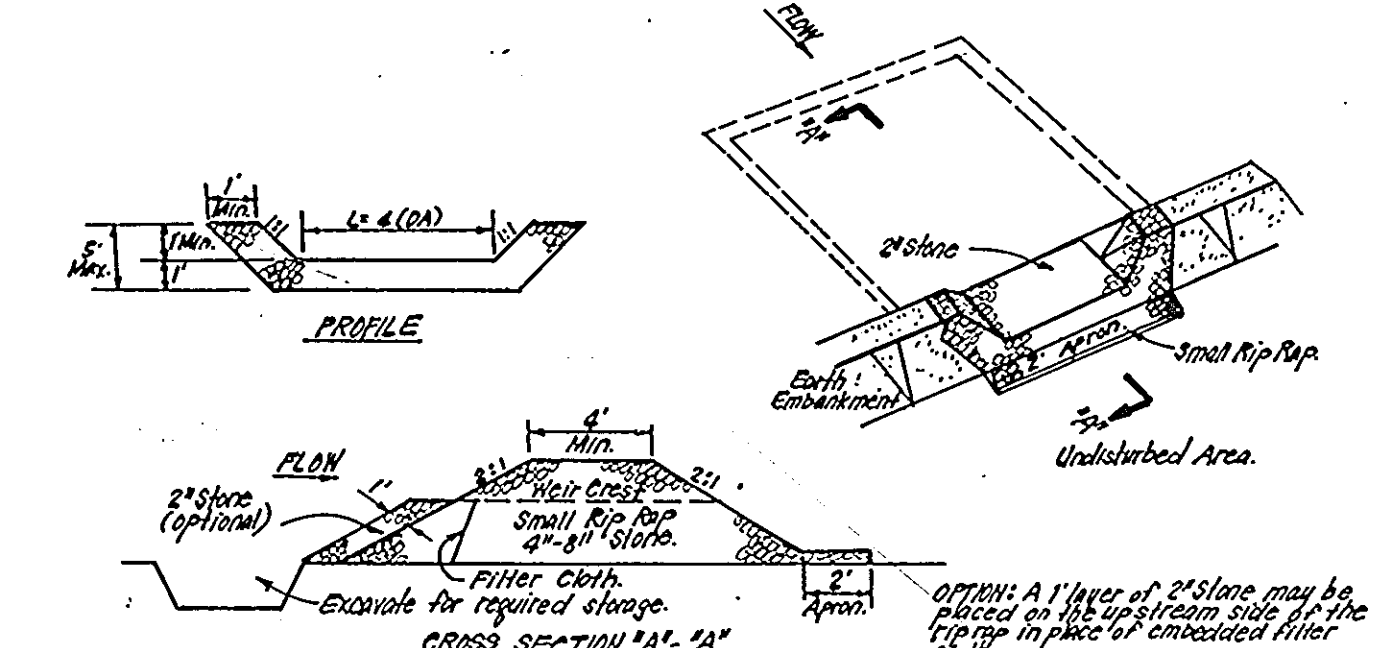 FLOW
"A"
1'
Min.
1:1
L= 4 (DA)
1:1
5'
MAX.
1 Min.
1'
PROFILE
2" Stone
2' Apron.
Small Rip Rap.
Earth
Embankment
"A"
Undisturbed Area.
4'
Min.
FLOW
1'
2:1
2:1
2" Stone
(optional)
Weir Crest
Small Rip Rap
4"-8" Stone.
Filter Cloth.
Excavate for required storage.
2'
Apron.
CROSS SECTION "A"-"A"
OPTION: A 1' layer of 2" Stone may be
placed on the upstream side of the
riprap in place of embedded filter